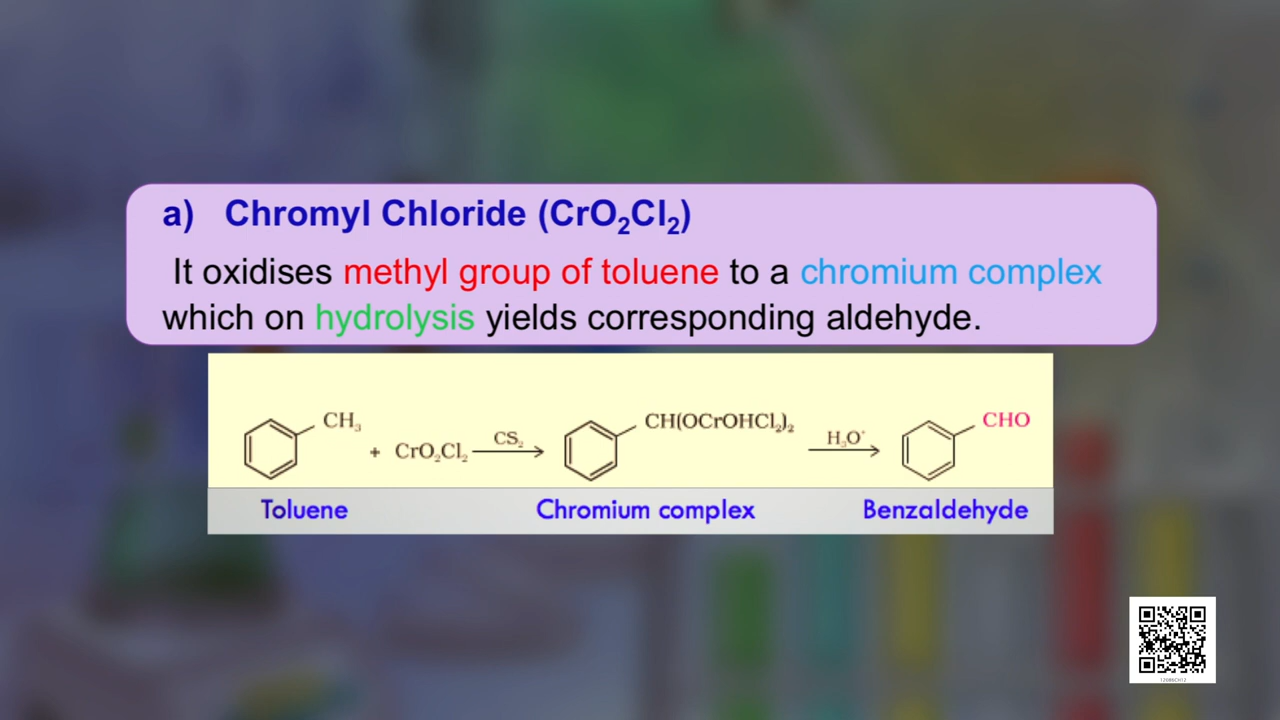 a) Chromyl Chloride (CrO₂Cl₂)
It oxidises methyl group of toluene to a chromium complex
which on hydrolysis yields corresponding aldehyde.
CH₃ + CrO₂Cl₂ CS₂ CH(OCrOHCl₂)₂ H₃O⁺ CHO
Toluene Chromium complex Benzaldehyde